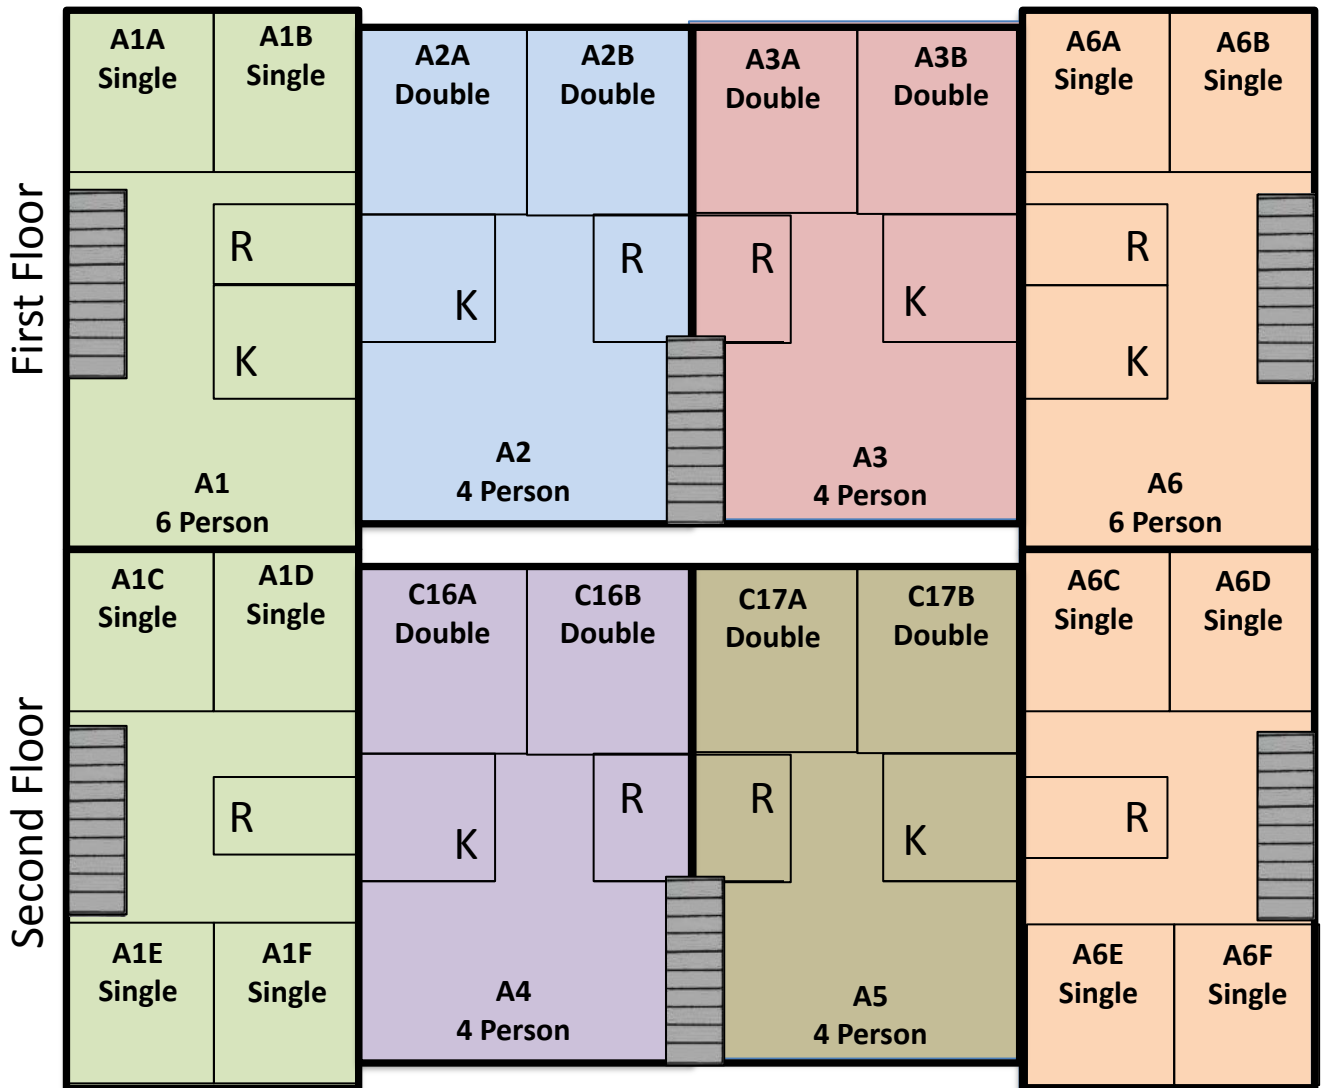 First Floor
A1A
Single
A1B
Single
A2A
Double
A2B
Double
A3A
Double
A3B
Double
A6A
Single
A6B
Single
R
K
K
R
R
K
R
K
A1
6 Person
A2
4 Person
A3
4 Person
A6
6 Person
Second Floor
A1C
Single
A1D
Single
C16A
Double
C16B
Double
C17A
Double
C17B
Double
A6C
Single
A6D
Single
R
K
R
R
K
R
A1E
Single
A1F
Single
A4
4 Person
A5
4 Person
A6E
Single
A6F
Single